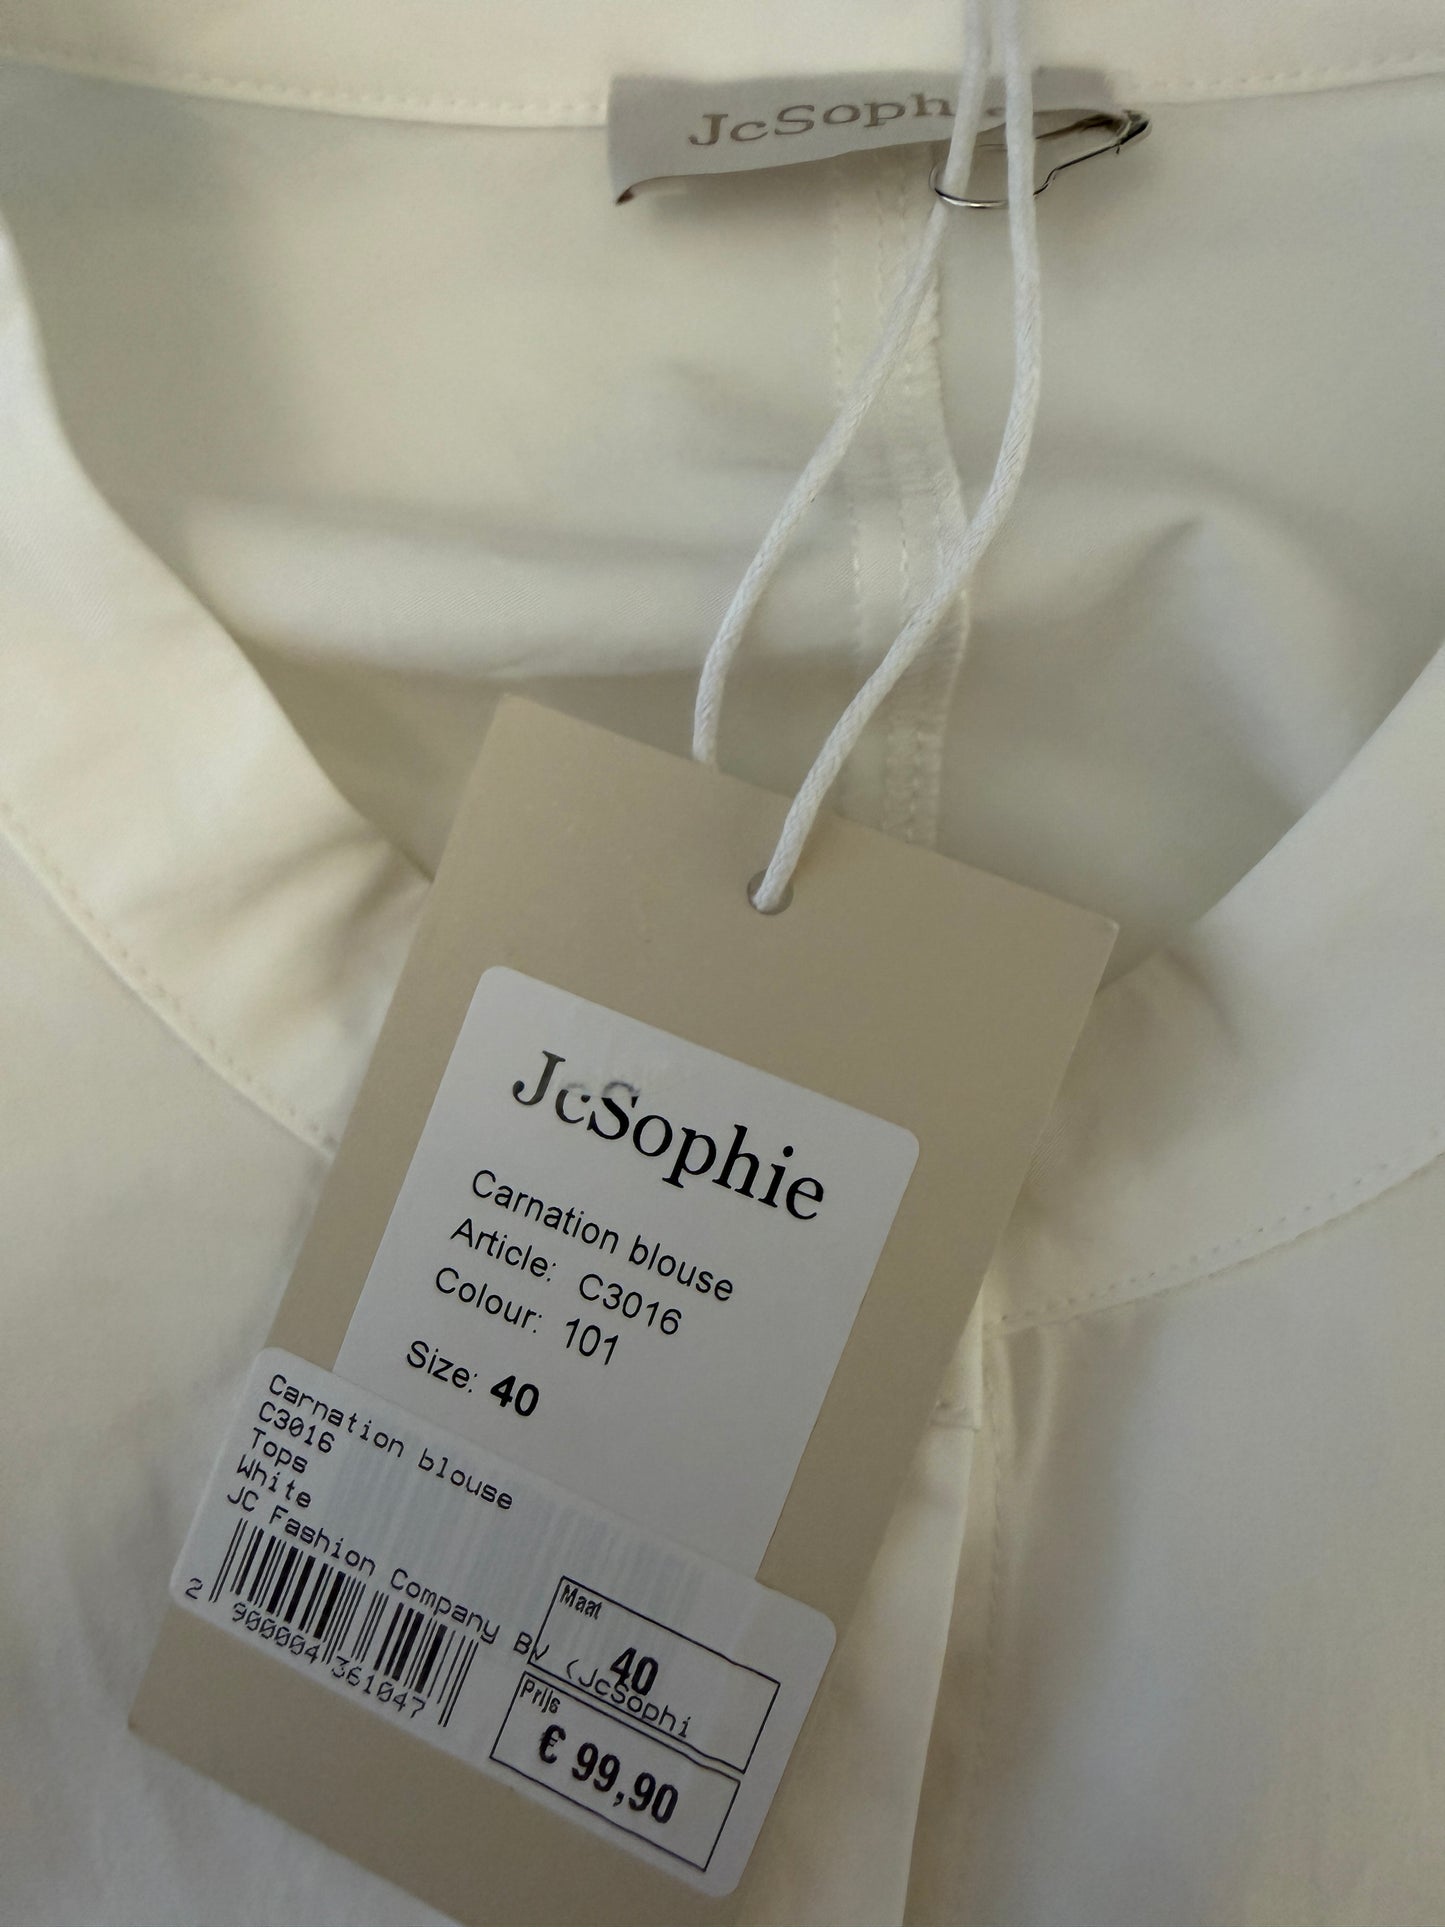 JcSoph
JcSophie
Carnation blouse
Article: C3016
Colour: 101
Size: 40
Carnation blouse
C3016
Tops
White
JC Fashion Company BV (JcSophi
2 900004 361047
Maat
40
Prijs
€ 99,90